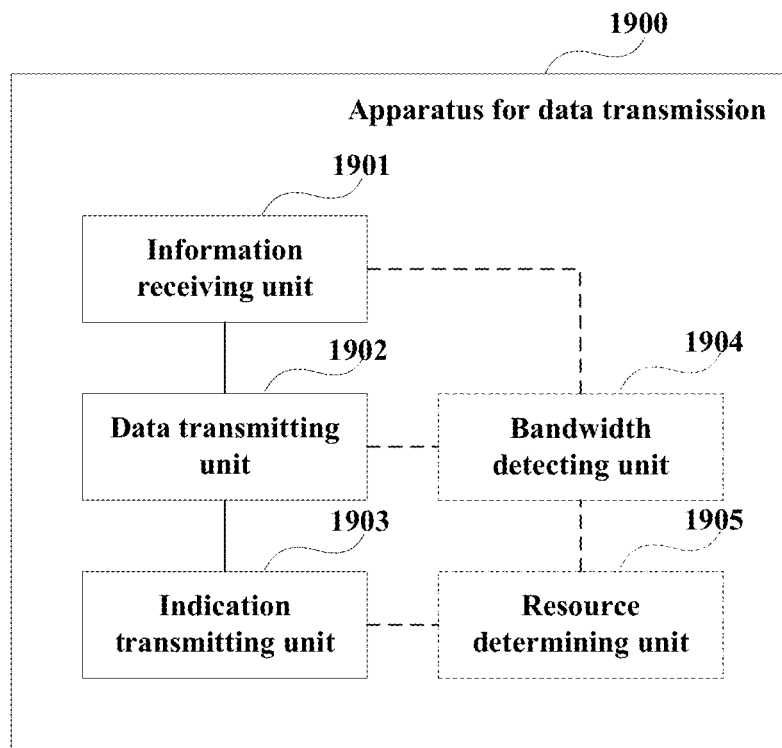 1900
Apparatus for data transmission
1901
Information
receiving unit
1902
Data transmitting
unit
1904
Bandwidth
detecting unit
1903
Indication
transmitting unit
1905
Resource
determining unit